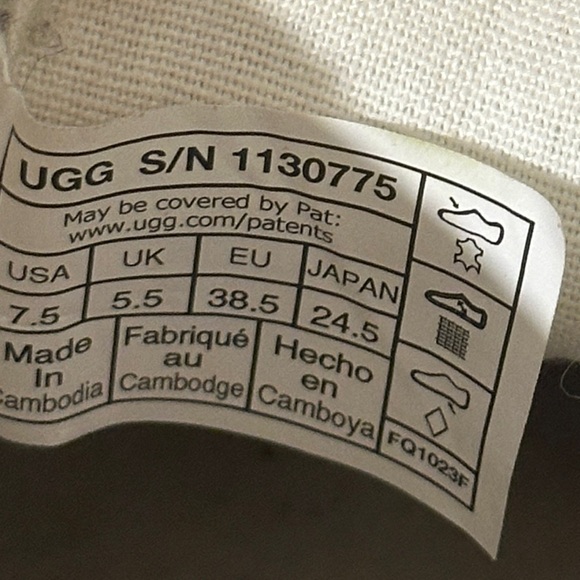 UGG S/N 1130775
May be covered by Pat:
www.ugg.com/patents
USA UK EU JAPAN
7.5 5.5 38.5 24.5
Made In Cambodia
Fabriqué au Cambodge
Hecho en Camboya
FQ1023F